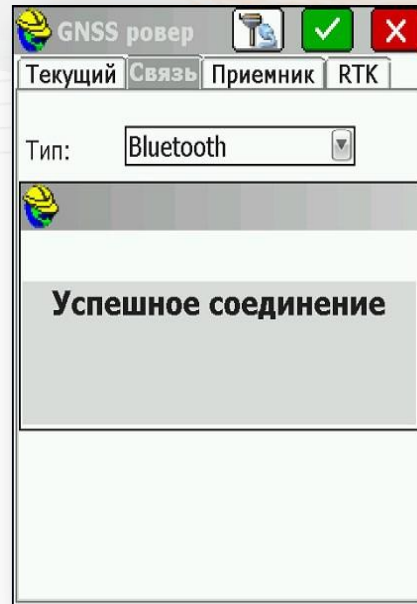 GNSS ровер
Текущий Связь Приемник RTK
Тип: Bluetooth
Успешное соединение